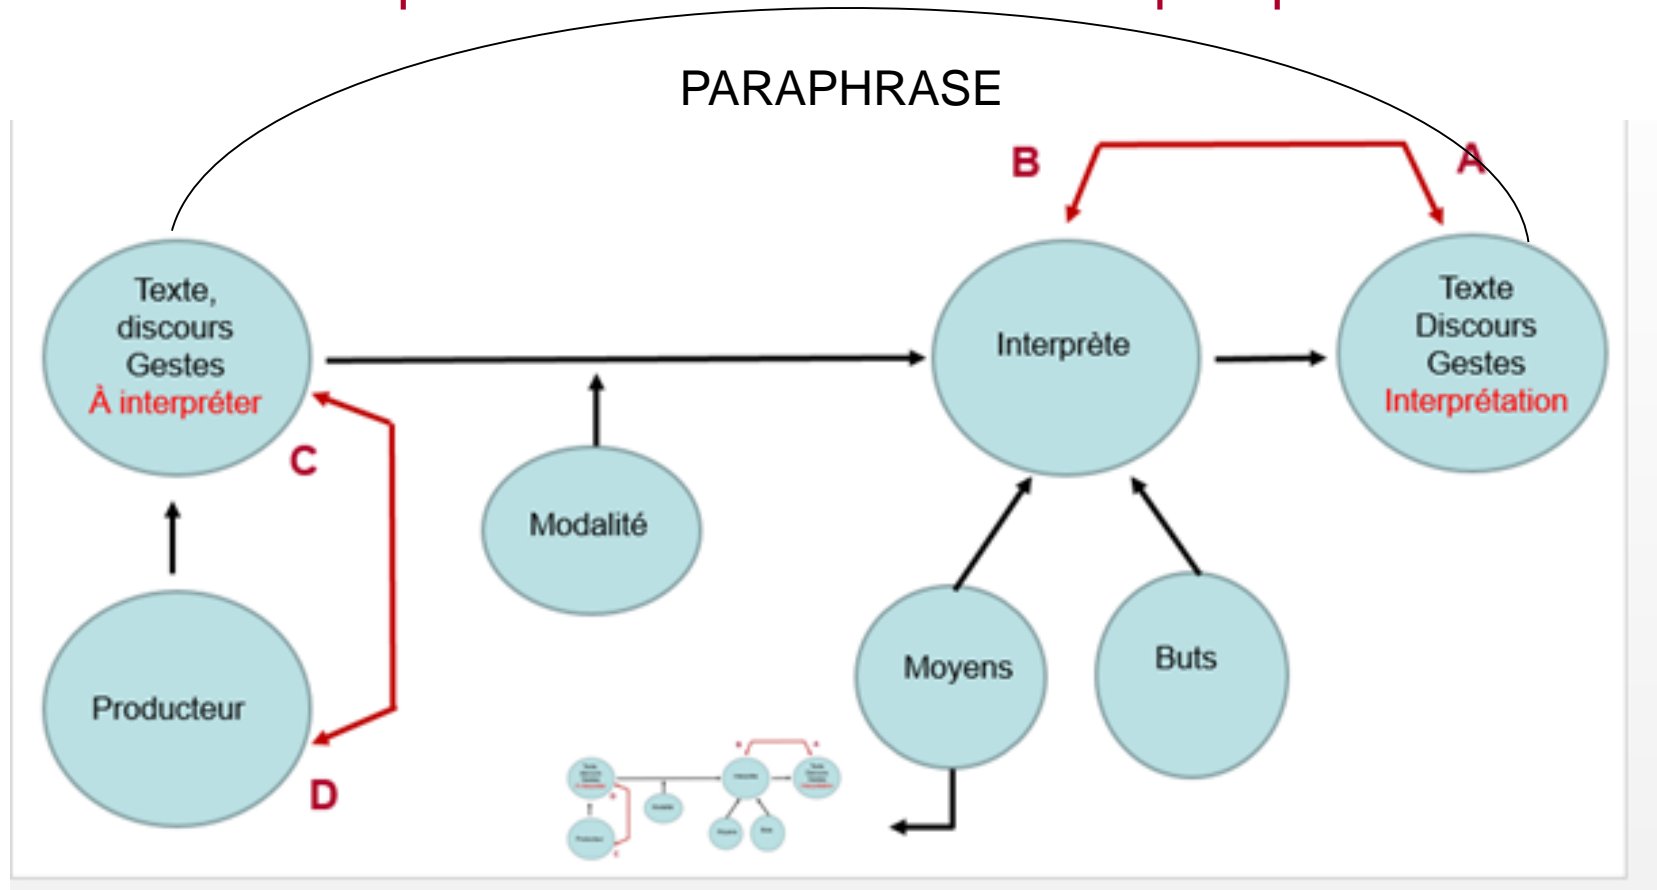 PARAPHRASE
B
A
Texte,
discours
Gestes
À interpréter
Interprète
Texte
Discours
Gestes
Interprétation
C
Modalité
Producteur
D
Moyens
Buts